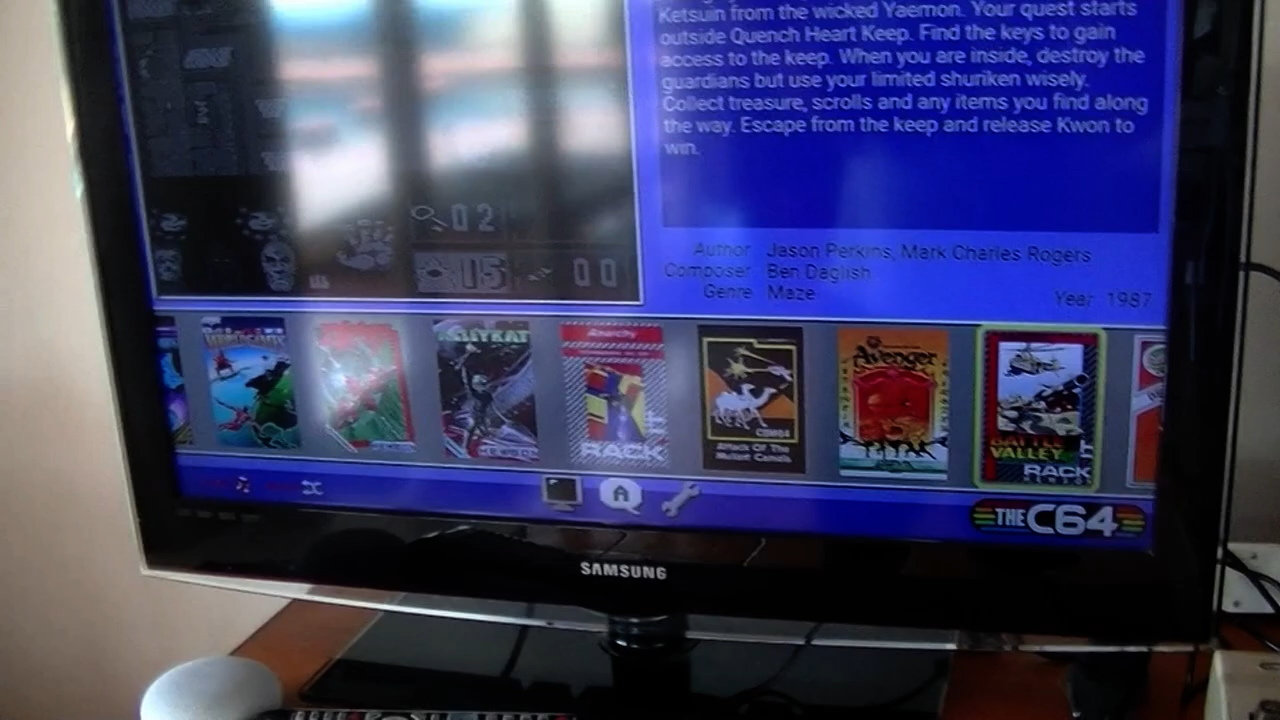 Ketsuin from the wicked Yaemon. Your quest starts
outside Quench Heart Keep. Find the keys to gain
access to the keep. When you are inside, destroy the
guardians but use your limited shuriken wisely.
Collect treasure, scrolls and any items you find along
the way. Escape from the keep and release Kwon to
win.
02
15 00
Author Jason Perkins, Mark Charles Rogers
Composer Ben Daglish
Genre Maze
Year 1987
Anarchy
RACK
Attack Of The
Mutant Camels
Avenger
BATTLE
VALLEY
RACK
THE C64
SAMSUNG